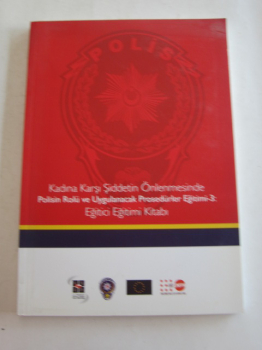 POLİS
Kadına Karşı Şiddetin Önlenmesinde
Polisin Rolü ve Uygulanacak Prosedürler Eğitimi-3:
Eğitici Eğitimi Kitabı